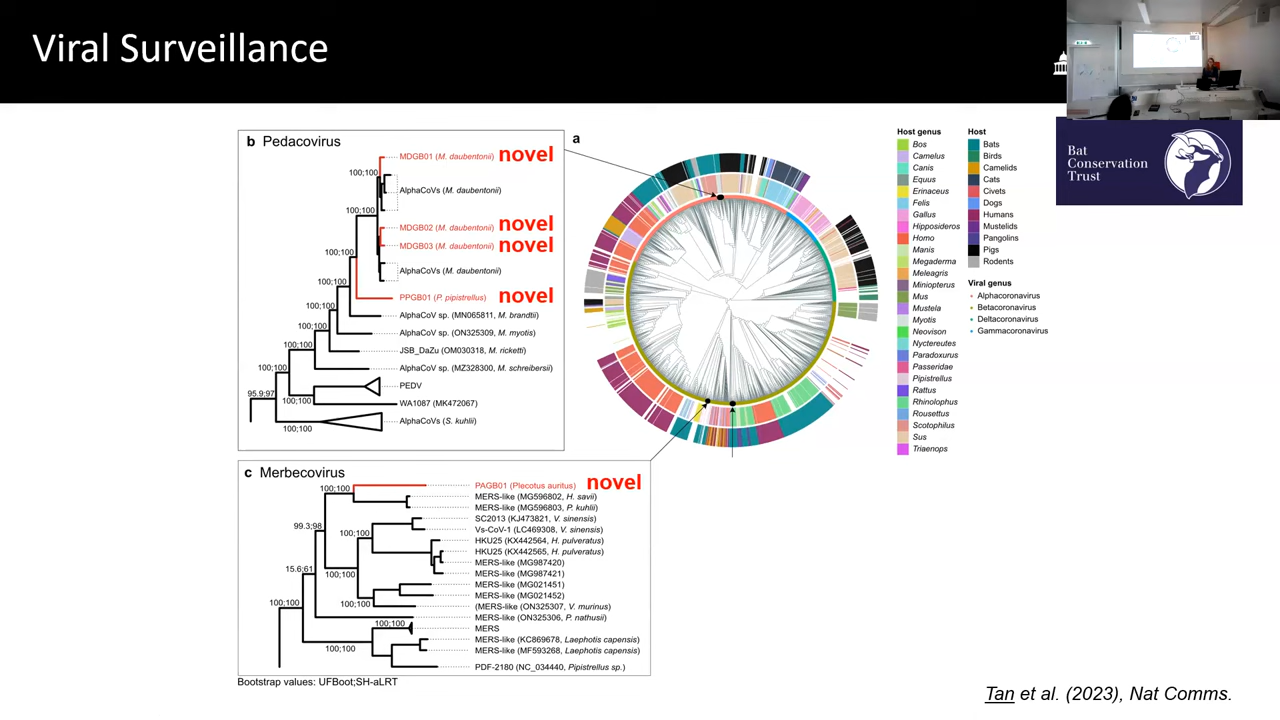 Viral Surveillance
Bat
Conservation
Trust
b Pedacovirus
MDGB01 (M. daubentonii) novel
100;100
AlphaCoVs (M. daubentonii)
100;100
MDGB02 (M. daubentonii) novel
MDGB03 (M. daubentonii) novel
100;100
AlphaCoVs (M. daubentonii)
100;100
PPGB01 (P. pipistrellus) novel
100;100
AlphaCoV sp. (MN065811, M. brandtii)
100;100
AlphaCoV sp. (ON325309, M. myotis)
100;100
JSB_DaZu (OM030318, M. ricketti)
100;100
AlphaCoV sp. (MZ328300, M. schreibersii)
PEDV
95.9;97
100;100
WA1087 (MK472067)
AlphaCoVs (S. kuhlii)
100;100
a
Host genus
Bos
Camelus
Canis
Equus
Erinaceus
Felis
Gallus
Hipposideros
Homo
Manis
Megaderma
Meleagris
Miniopterus
Mus
Mustela
Myotis
Neovison
Nyctereutes
Paradoxurus
Passeridae
Pipistrellus
Rattus
Rhinolophus
Rousettus
Scotophilus
Sus
Triaenops
Host
Bats
Birds
Camelids
Cats
Civets
Dogs
Humans
Mustelids
Pangolins
Pigs
Rodents
Viral genus
Alphacoronavirus
Betacoronavirus
Deltacoronavirus
Gammacoronavirus
c Merbecovirus
PAGB01 (Plecotus auritus) novel
100;100
MERS-like (MG596802, H. savii)
MERS-like (MG596803, P. kuhlii)
SC2013 (KJ473821, V. sinensis)
99.3;98
Vs-CoV-1 (LC469308, V. sinensis)
100;100
HKU25 (KX442564, H. pulveratus)
HKU25 (KX442565, H. pulveratus)
MERS-like (MG987420)
15.6;61
100;100
MERS-like (MG987421)
MERS-like (MG021451)
MERS-like (MG021452)
100;100
100;100
(MERS-like (ON325307, V. murinus)
MERS-like (ON325306, P. nathusii)
100;100
MERS
MERS-like (KC869678, Laephotis capensis)
100;100
MERS-like (MF593268, Laephotis capensis)
PDF-2180 (NC_034440, Pipistrellus sp.)
Bootstrap values: UFBoot;SH-aLRT
Tan et al. (2023), Nat Comms.